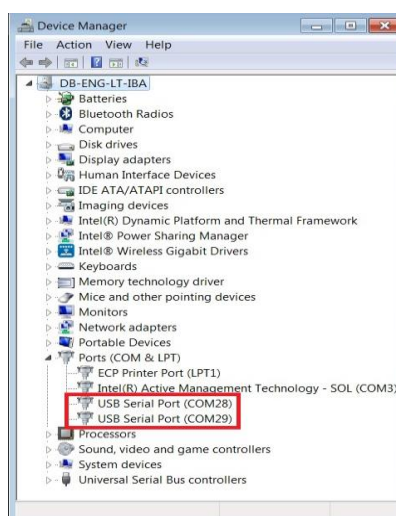 Device Manager
File Action View Help
DB-ENG-LT-IBA
Batteries
Bluetooth Radios
Computer
Disk drives
Display adapters
Human Interface Devices
IDE ATA/ATAPI controllers
Imaging devices
Intel(R) Dynamic Platform and Thermal Framework
Intel® Power Sharing Manager
Intel® Wireless Gigabit Drivers
Keyboards
Memory technology driver
Mice and other pointing devices
Monitors
Network adapters
Portable Devices
Ports (COM & LPT)
ECP Printer Port (LPT1)
Intel(R) Active Management Technology - SOL (COM3)
USB Serial Port (COM28)
USB Serial Port (COM29)
Processors
Sound, video and game controllers
System devices
Universal Serial Bus controllers